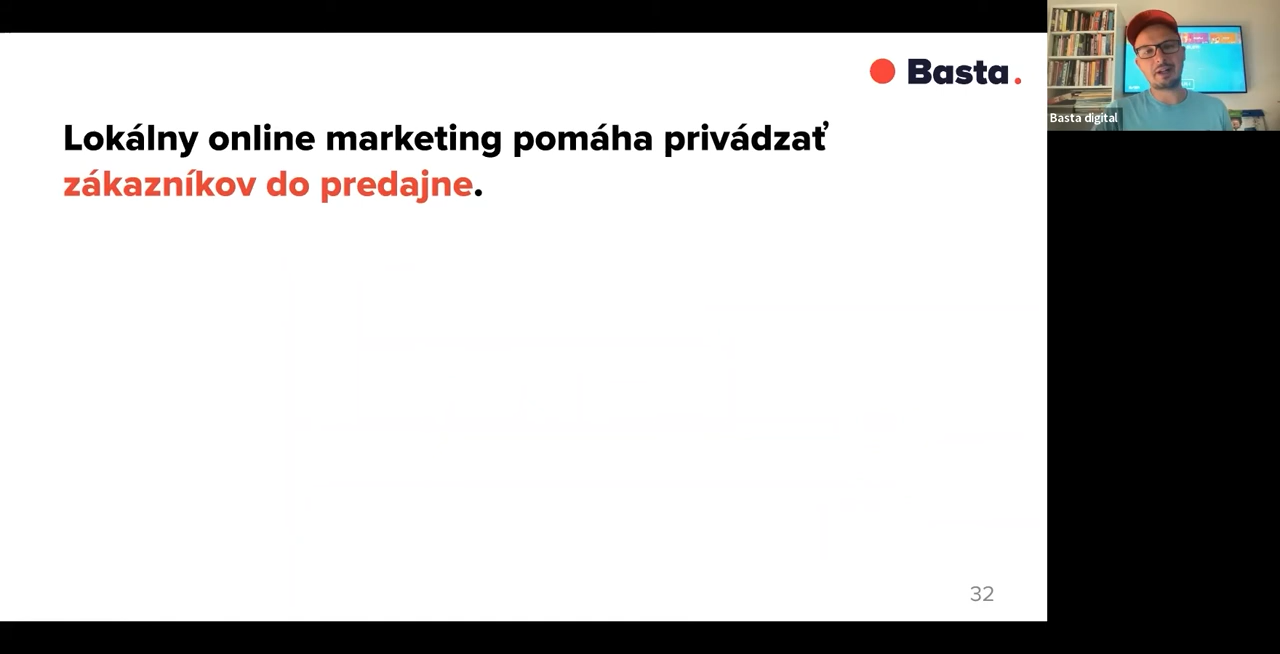 Basta.
Basta digital
Lokálny online marketing pomáha privádzať
zákazníkov do predajne.
32